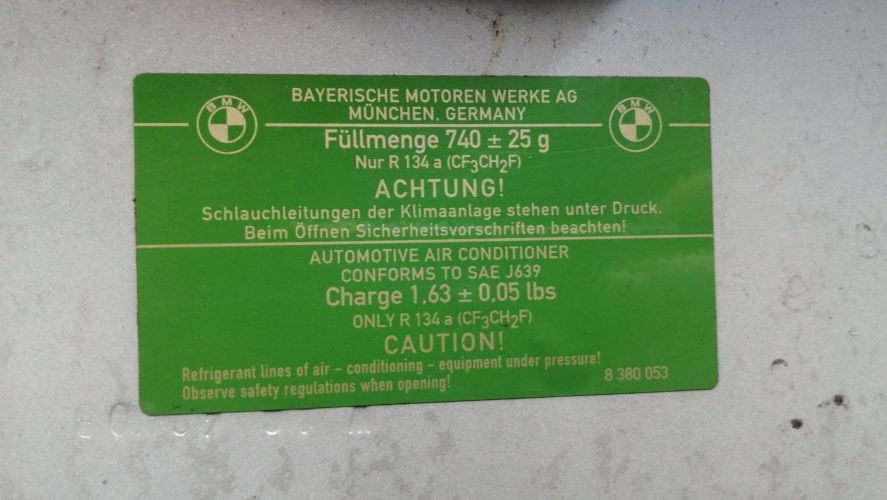 BAYERISCHE MOTOREN WERKE AG
MÜNCHEN, GERMANY
BMW
BMW
Füllmenge 740 ± 25 g
Nur R 134 a (CF₃CH₂F)
ACHTUNG!
Schlauchleitungen der Klimaanlage stehen unter Druck.
Beim Öffnen Sicherheitsvorschriften beachten!
AUTOMOTIVE AIR CONDITIONER
CONFORMS TO SAE J639
Charge 1,63 ± 0,05 lbs
ONLY R 134 a (CF₃CH₂F)
CAUTION!
Refrigerant lines of air - conditioning - equipment under pressure!
Observe safety regulations when opening!
8 380 053